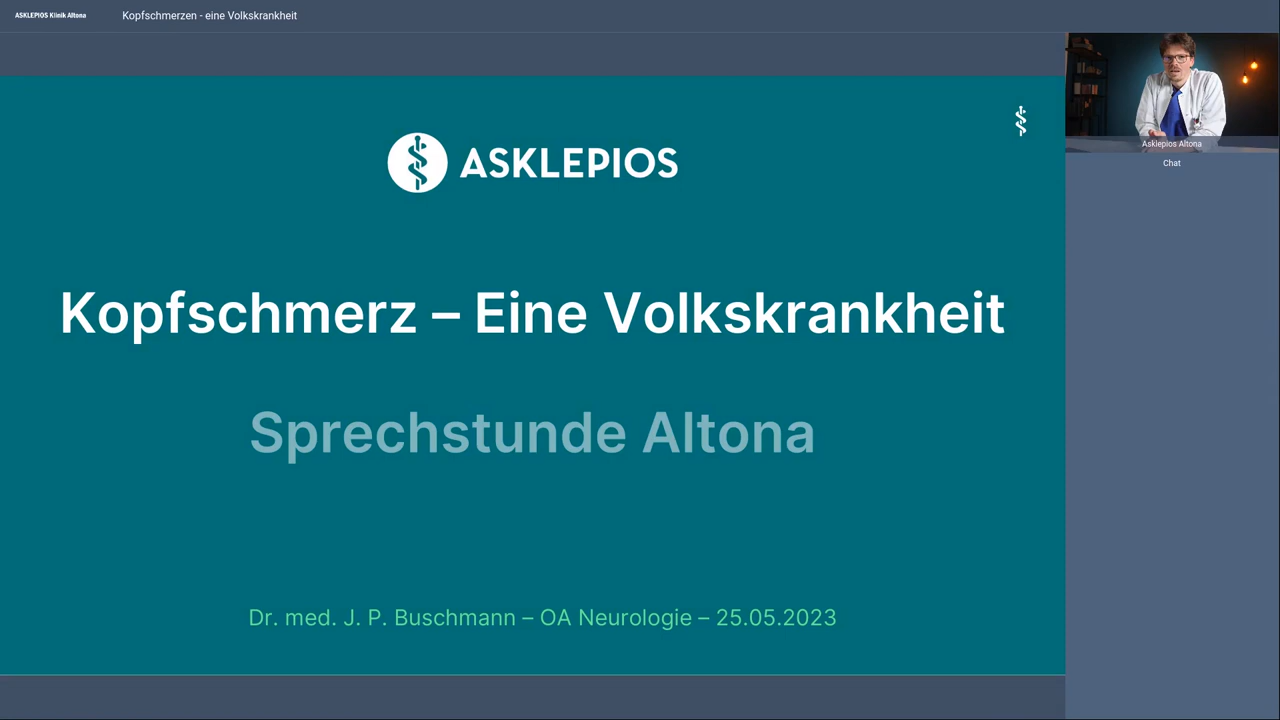 ASKLEPIOS Klinik Altona
Kopfschmerzen - eine Volkskrankheit
ASKLEPIOS
Kopfschmerz – Eine Volkskrankheit
Sprechstunde Altona
Dr. med. J. P. Buschmann – OA Neurologie – 25.05.2023
Asklepios Altona
Chat